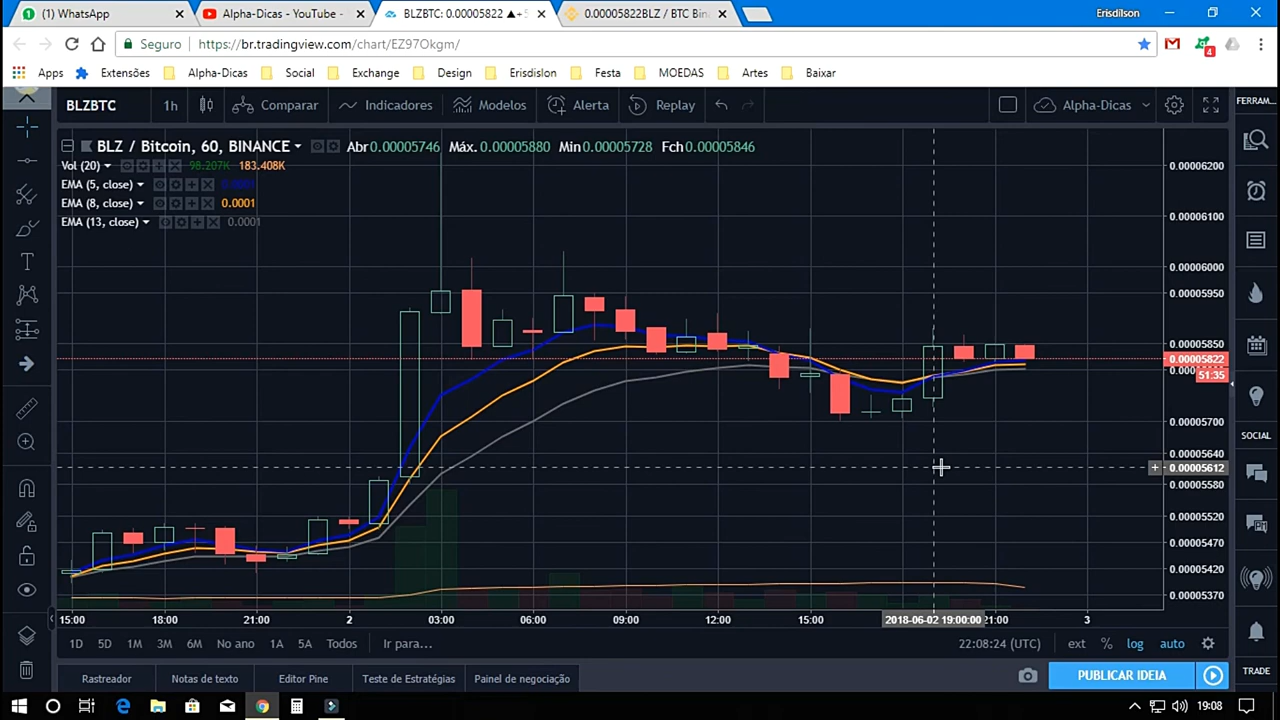 (1) WhatsApp
Alpha-Dicas - YouTube
BLZBTC: 0.00005822 ▲+
0.00005822BLZ / BTC Bin
Erisdílson
Seguro
https://br.tradingview.com/chart/EZ97Okgm/
4
Apps
Extensões
Alpha-Dicas
Social
Exchange
Design
Erisdislon
Festa
MOEDAS
Artes
Baixar
BLZBTC
1h
Comparar
Indicadores
Modelos
Alerta
Replay
Alpha-Dicas
FERRAM.
BLZ / Bitcoin, 60, BINANCE
Abr 0.00005746 Máx. 0.00005880 Min 0.00005728 Fch 0.00005846
Vol (20) 98.207K 183.408K
EMA (5, close) 0.0001
EMA (8, close) 0.0001
EMA (13, close) 0.0001
0.00006200
0.00006100
0.00006000
0.00005950
0.00005850
0.00005822
51:35
0.00005700
0.00005640
0.00005612
0.00005580
0.00005520
0.00005470
0.00005420
0.00005370
SOCIAL
15:00 18:00 21:00 2 03:00 06:00 09:00 12:00 15:00 2018-06-02 19:00:00 21:00 3
1D 5D 1M 3M 6M No ano 1A 5A Todos Ir para... 22:08:24 (UTC) ext % log auto
Rastreador
Notas de texto
Editor Pine
Teste de Estratégias
Painel de negociação
PUBLICAR IDEIA
TRADE
19:08